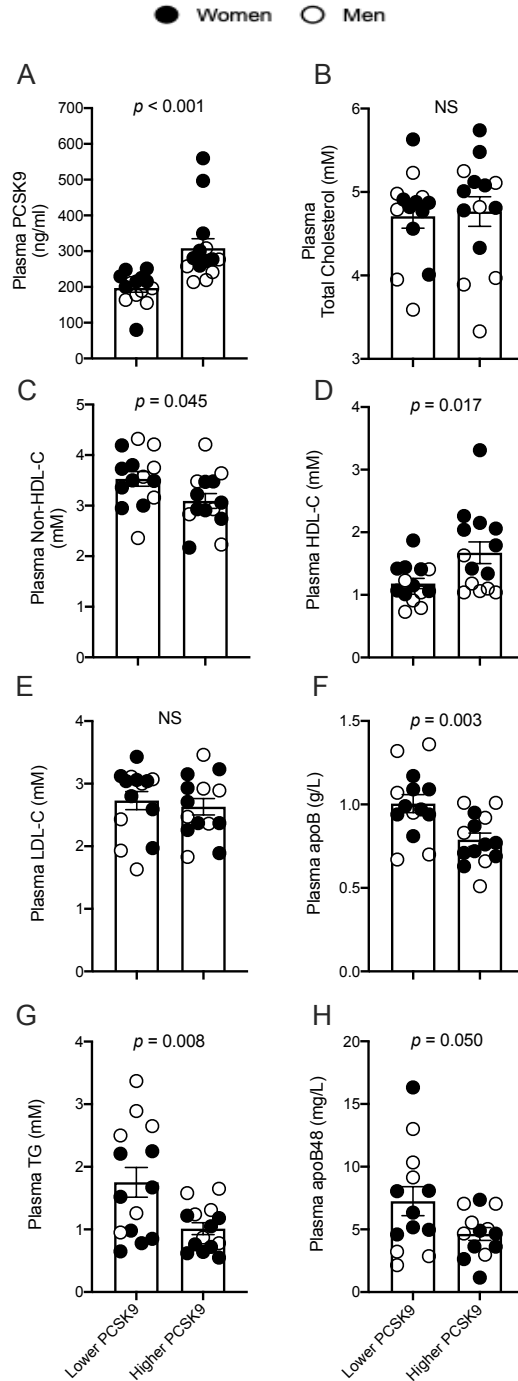 Women Men
A
p < 0.001
Plasma PCSK9
(ng/ml)
700
600
500
400
300
200
100
0
B
NS
Plasma
Total Cholesterol (mM)
6
5
4
3
C
p = 0.045
Plasma Non-HDL-C
(mM)
5
4
3
2
1
0
D
p = 0.017
Plasma HDL-C (mM)
4
3
2
1
0
E
NS
Plasma LDL-C (mM)
4
3
2
1
0
F
p = 0.003
Plasma apoB (g/L)
1.5
1.0
0.5
0.0
G
p = 0.008
Plasma TG (mM)
4
3
2
1
0
Lower PCSK9
Higher PCSK9
H
p = 0.050
Plasma apoB48 (mg/L)
20
15
10
5
0
Lower PCSK9
Higher PCSK9